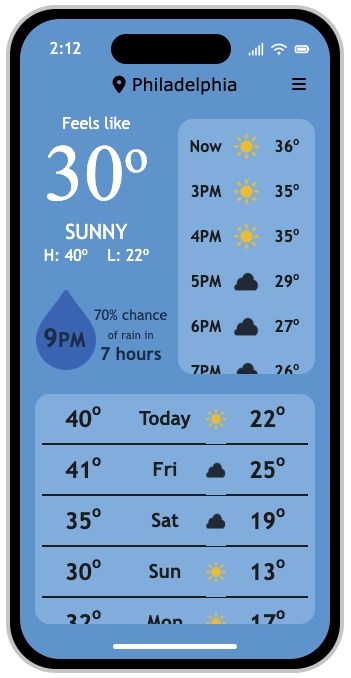 2:12
Philadelphia
Feels like
30º
SUNNY
H: 40º L: 22º
9PM
70% chance
of rain in
7 hours
Now 36º
3PM 35º
4PM 35º
5PM 29º
6PM 27º
7PM 26º
40º Today 22º
41º Fri 25º
35º Sat 19º
30º Sun 13º
32º Mon 17º